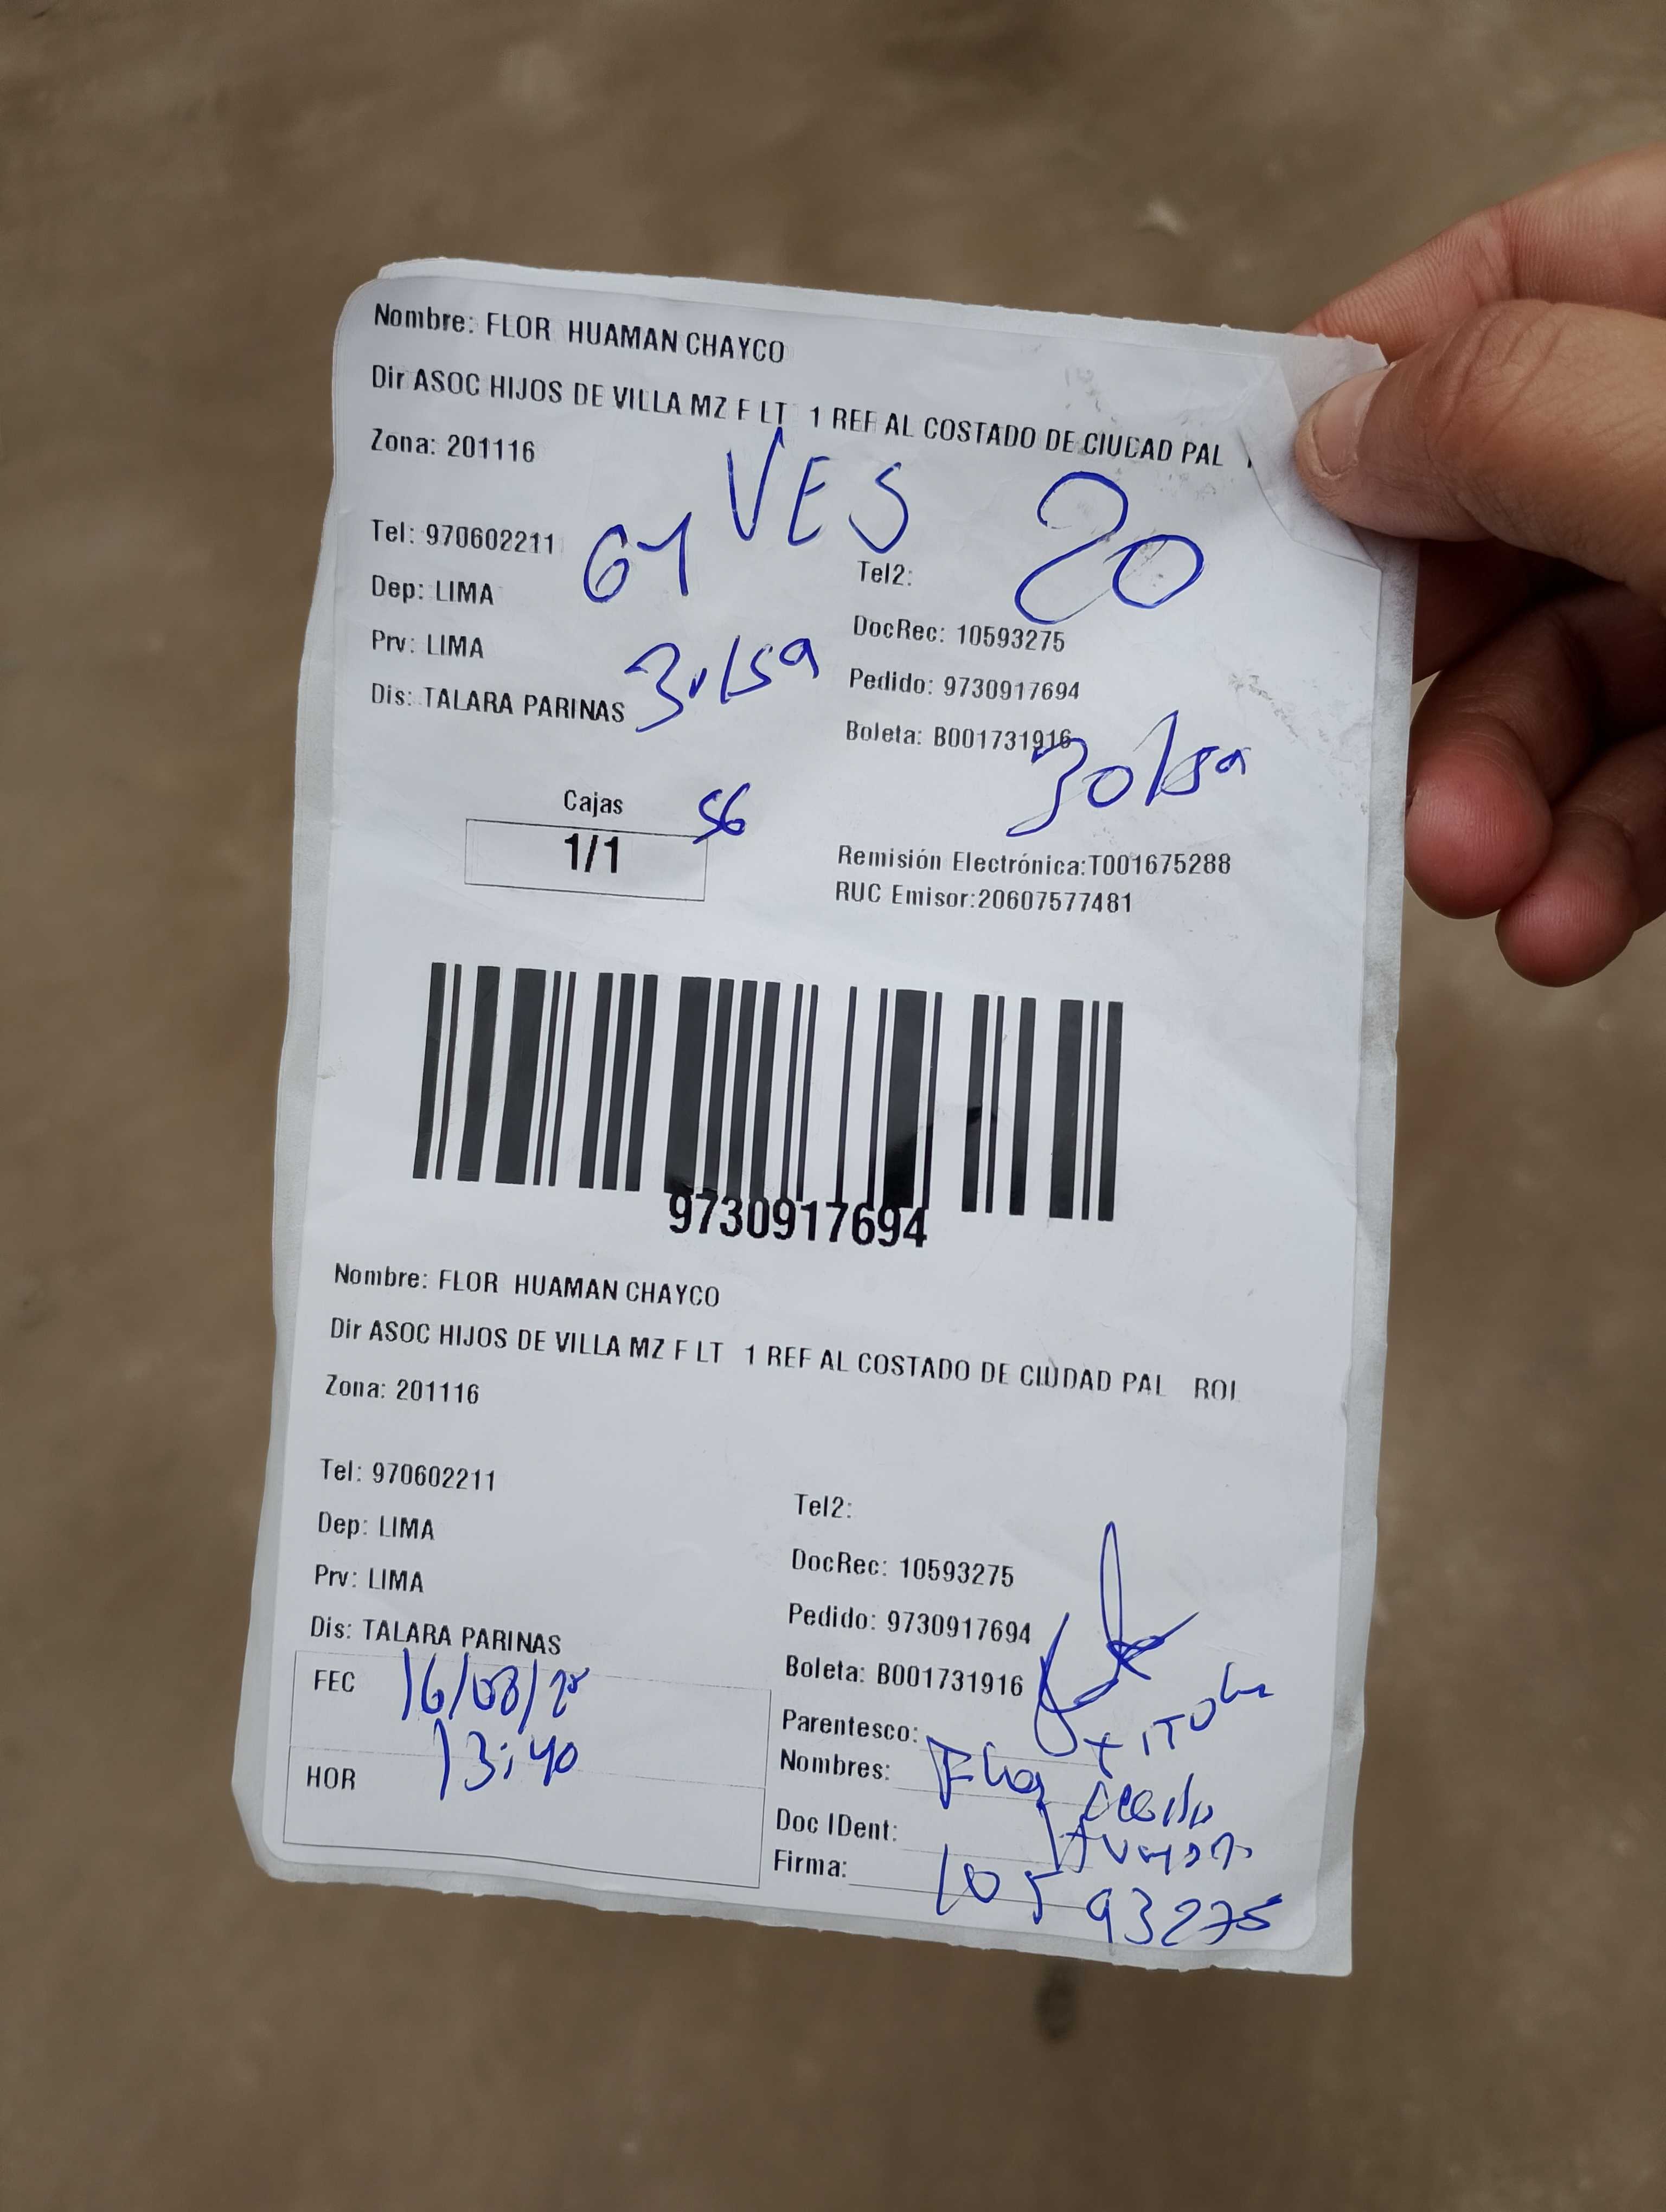 Nombre: FLOR HUAMAN CHAYCO
Dir ASOC HIJOS DE VILLA MZ F LT 1 REF AL COSTADO DE CIUDAD PAL
Zona: 201116
VES 20
Tel: 970602211 61
Tel2:
Dep: LIMA
DocRec: 10593275
Prv: LIMA
Bolsa
Pedido: 9730917694
Dis: TALARA PARINAS
Boleta: B001731916
Bolsa
Cajas 56
1/1
Remisión Electrónica:T001675288
RUC Emisor:20607577481
9730917694
Nombre: FLOR HUAMAN CHAYCO
Dir ASOC HIJOS DE VILLA MZ F LT 1 REF AL COSTADO DE CIUDAD PAL ROI
Zona: 201116
Tel: 970602211
Tel2:
Dep: LIMA
DocRec: 10593275
Prv: LIMA
Pedido: 9730917694
Dis: TALARA PARINAS
Boleta: B001731916
FEC 16/08/
13:40
HOR
Parentesco:
Nombres:
Doc IDent:
Firma:
10593275